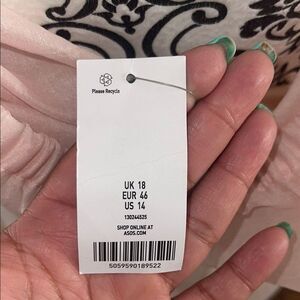 Please Recycle
UK 18
EUR 46
US 14
130244525
SHOP ONLINE AT
ASOS.COM
5059590189522